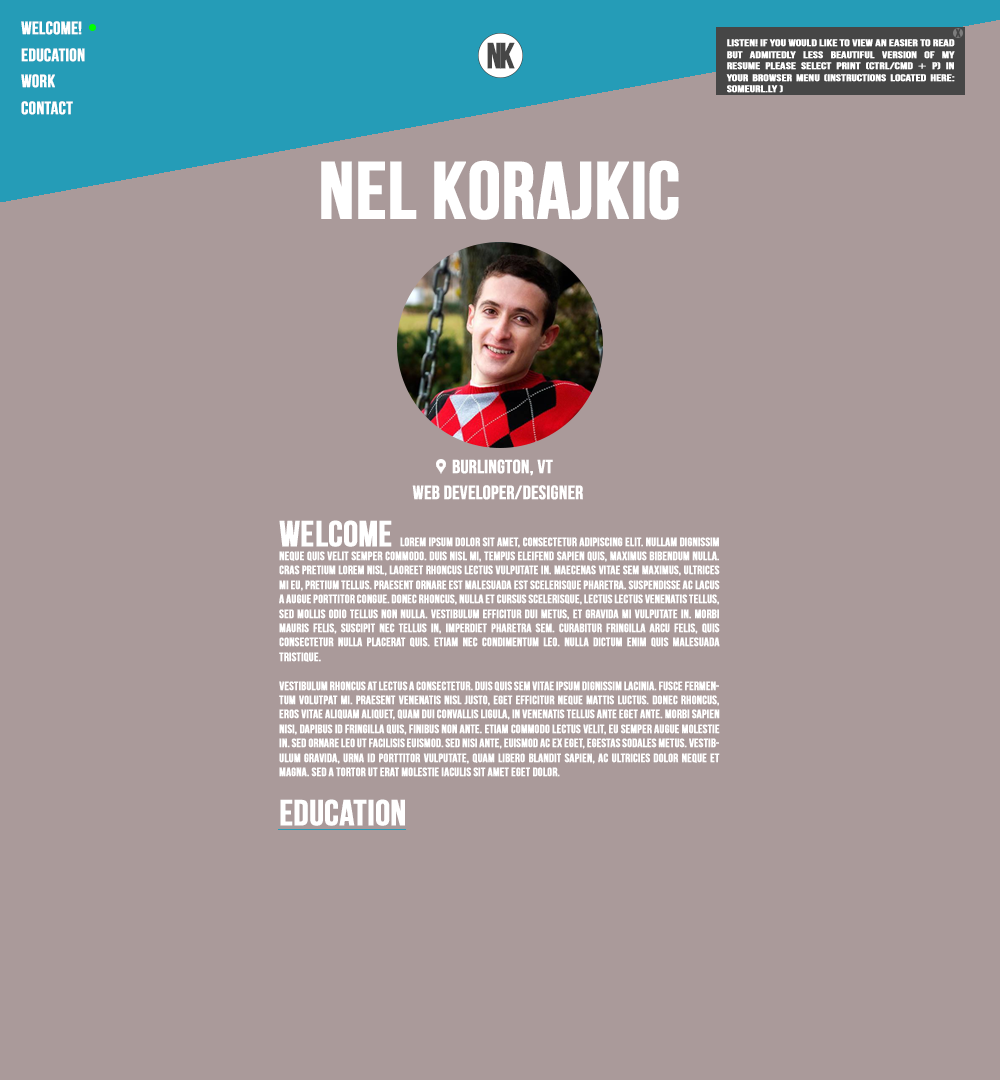 WELCOME!
EDUCATION
WORK
CONTACT
NK
X
LISTEN! IF YOU WOULD LIKE TO VIEW AN EASIER TO READ
BUT ADMITEDLY LESS BEAUTIFUL VERSION OF MY
RESUME PLEASE SELECT PRINT (CTRL/CMD + P) IN
YOUR BROWSER MENU (INSTRUCTIONS LOCATED HERE:
SOMEURL.LY )
NEL KORAJKIC
BURLINGTON, VT
WEB DEVELOPER/DESIGNER
WELCOME LOREM IPSUM DOLOR SIT AMET, CONSECTETUR ADIPISCING ELIT. NULLAM DIGNISSIM
NEQUE QUIS VELIT SEMPER COMMODO. DUIS NISL MI, TEMPUS ELEIFEND SAPIEN QUIS, MAXIMUS BIBENDUM NULLA.
CRAS PRETIUM LOREM NISL, LAOREET RHONCUS LECTUS VULPUTATE IN. MAECENAS VITAE SEM MAXIMUS, ULTRICES
MI EU, PRETIUM TELLUS. PRAESENT ORNARE EST MALESUADA EST SCELERISQUE PHARETRA. SUSPENDISSE AC LACUS
A AUGUE PORTTITOR CONGUE. DONEC RHONCUS, NULLA ET CURSUS SCELERISQUE, LECTUS LECTUS VENENATIS TELLUS,
SED MOLLIS ODIO TELLUS NON NULLA. VESTIBULUM EFFICITUR DUI METUS, ET GRAVIDA MI VULPUTATE IN. MORBI
MAURIS FELIS, SUSCIPIT NEC TELLUS IN, IMPERDIET PHARETRA SEM. CURABITUR FRINGILLA ARCU FELIS, QUIS
CONSECTETUR NULLA PLACERAT QUIS. ETIAM NEC CONDIMENTUM LEO. NULLA DICTUM ENIM QUIS MALESUADA
TRISTIQUE.
VESTIBULUM RHONCUS AT LECTUS A CONSECTETUR. DUIS QUIS SEM VITAE IPSUM DIGNISSIM LACINIA. FUSCE FERMEN-
TUM VOLUTPAT MI. PRAESENT VENENATIS NISL JUSTO, EGET EFFICITUR NEQUE MATTIS LUCTUS. DONEC RHONCUS,
EROS VITAE ALIQUAM ALIQUET, QUAM DUI CONVALLIS LIGULA, IN VENENATIS TELLUS ANTE EGET ANTE. MORBI SAPIEN
NISI, DAPIBUS ID FRINGILLA QUIS, FINIBUS NON ANTE. ETIAM COMMODO LECTUS VELIT, EU SEMPER AUGUE MOLESTIE
IN. SED ORNARE LEO UT FACILISIS EUISMOD. SED NISI ANTE, EUISMOD AC EX EGET, EGESTAS SODALES METUS. VESTIB-
ULUM GRAVIDA, URNA ID PORTTITOR VULPUTATE, QUAM LIBERO BLANDIT SAPIEN, AC ULTRICIES DOLOR NEQUE ET
MAGNA. SED A TORTOR UT ERAT MOLESTIE IACULIS SIT AMET EGET DOLOR.
EDUCATION